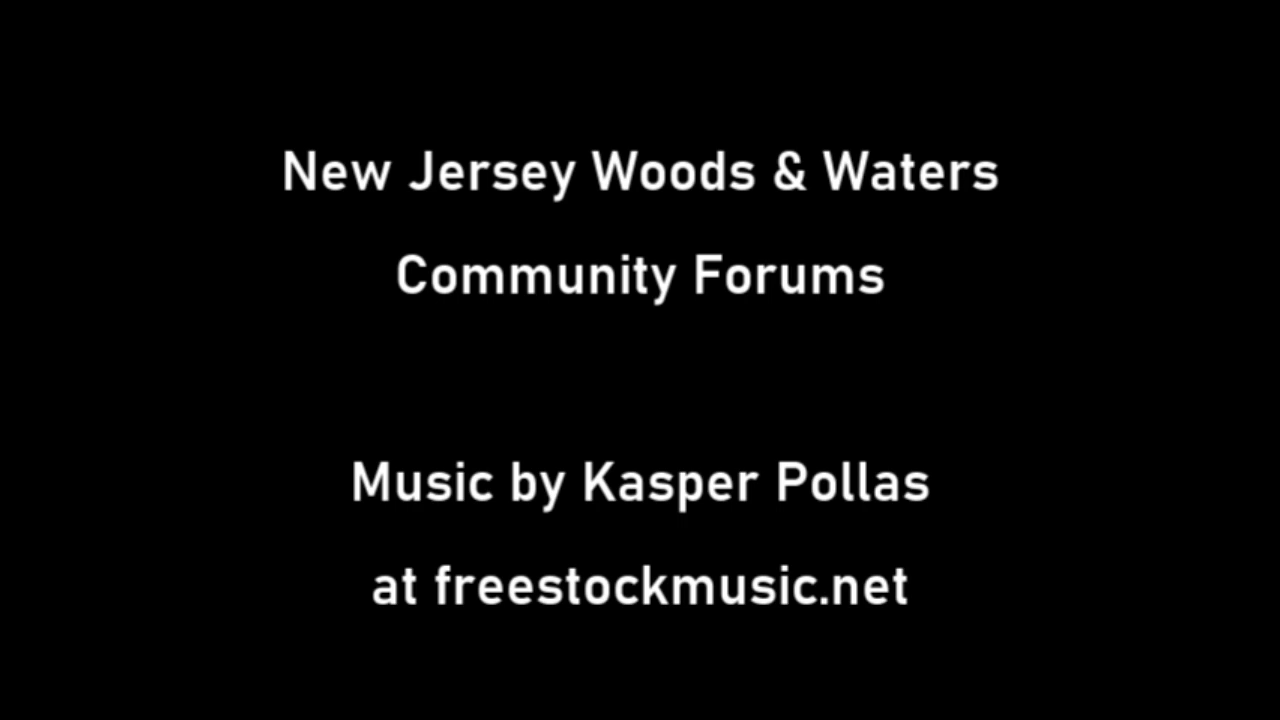 New Jersey Woods & Waters
Community Forums
Music by Kasper Pollas
at freestockmusic.net